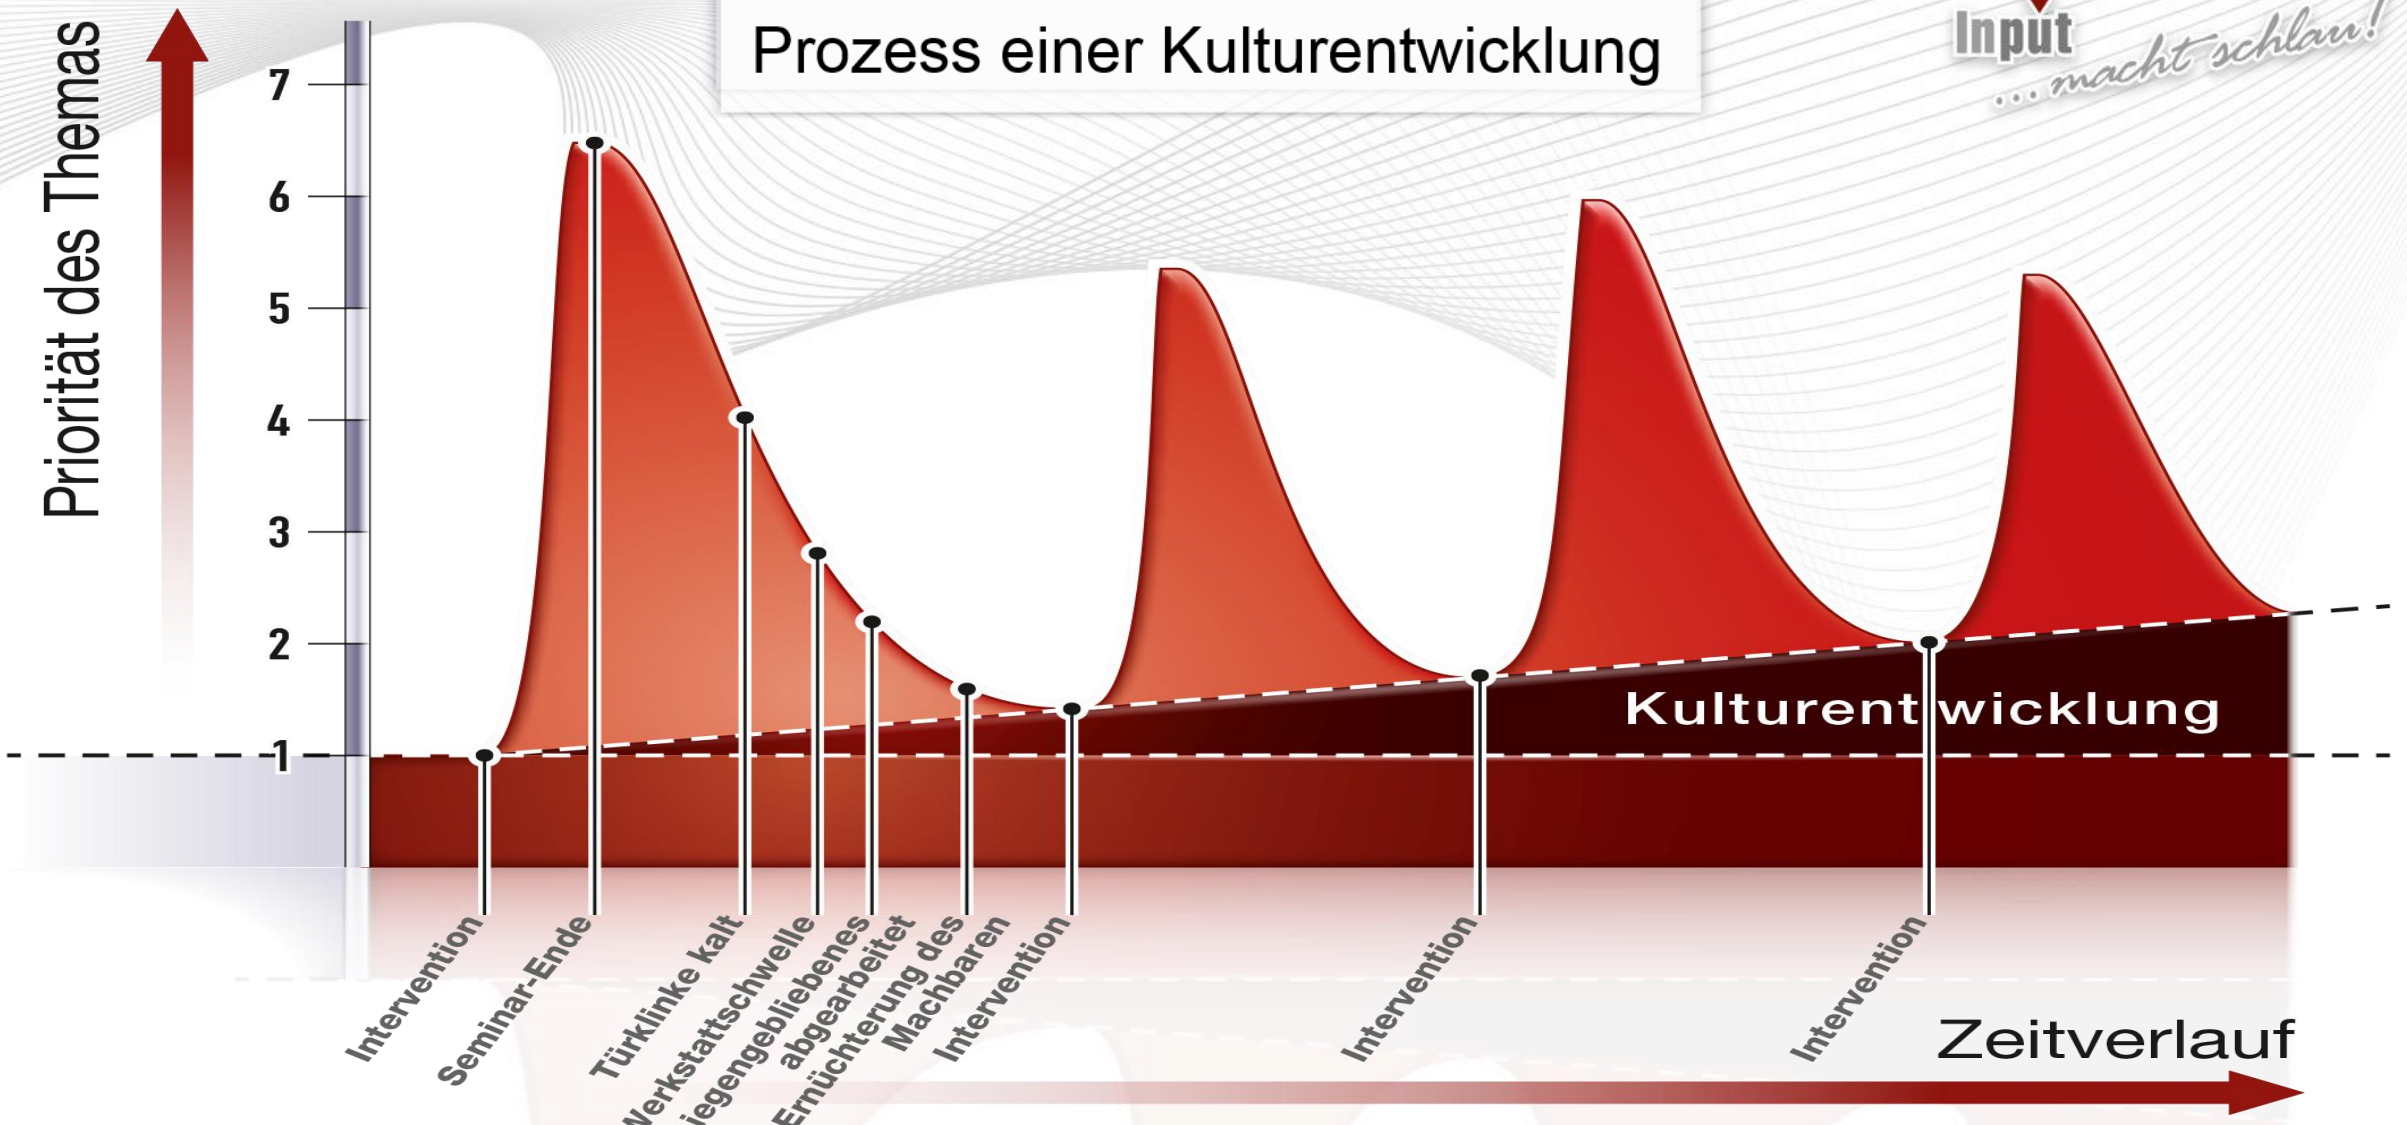 Prozess einer Kulturentwicklung
Input
... macht schlau!
Priorität des Themas
7
6
5
4
3
2
1
Kulturentwicklung
Intervention
Seminar-Ende
Türklinke kalt
Werkstattschwelle
iegengebliebenes
abgearbeitet
Ernüchterung des
Machbaren
Intervention
Intervention
Intervention
Zeitverlauf